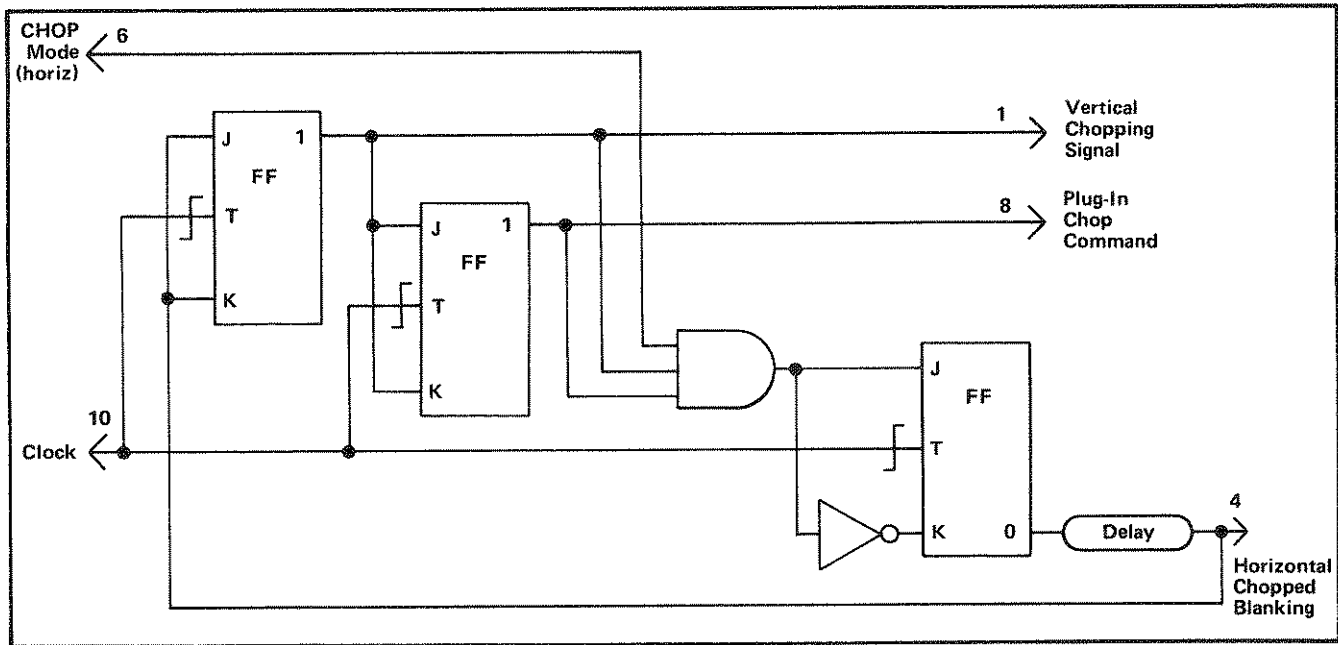 CHOP
Mode
(horiz)
6
J
1
FF
T
K
1
Vertical
Chopping
Signal
J
1
FF
T
K
8
Plug-In
Chop
Command
10
Clock
J
FF
T
K
0
Delay
4
Horizontal
Chopped
Blanking